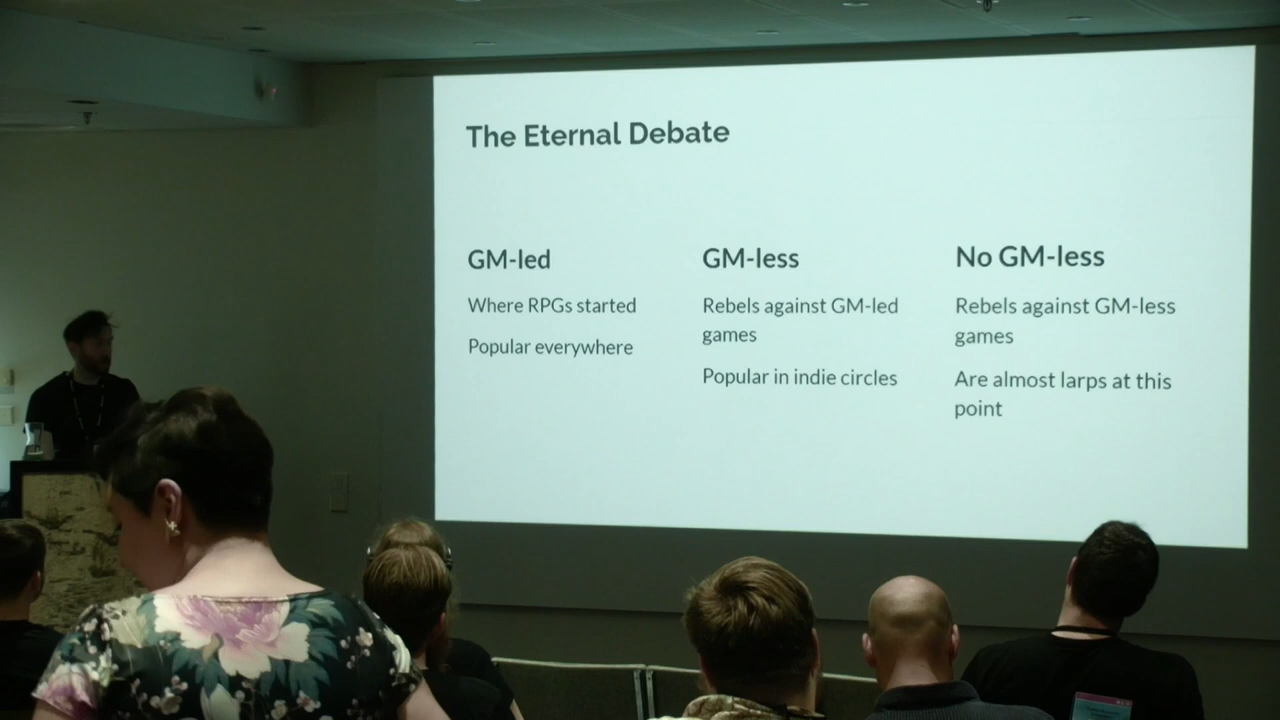 The Eternal Debate
GM-led
Where RPGs started
Popular everywhere
GM-less
Rebels against GM-led
games
Popular in indie circles
No GM-less
Rebels against GM-less
games
Are almost larps at this
point